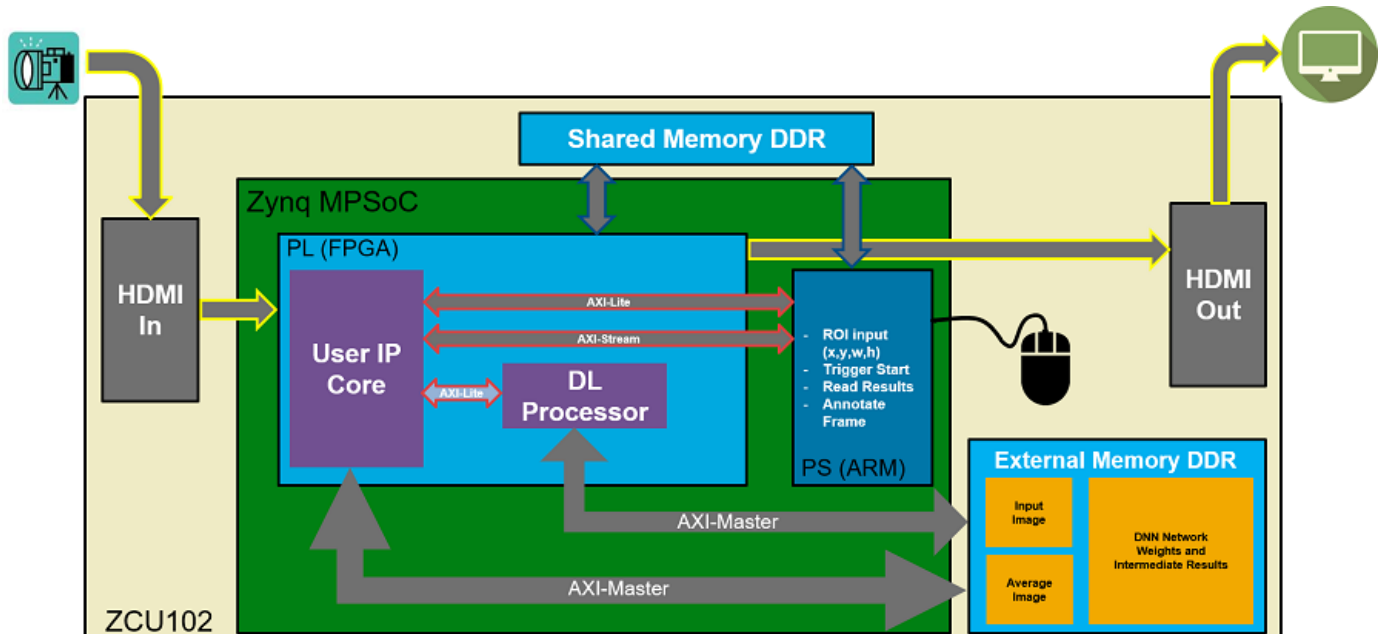 Shared Memory DDR
Zynq MPSoC
PL (FPGA)
HDMI
In
User IP
Core
AXI-Lite
AXI-Stream
AXI-Lite
DL
Processor
- ROI input
(x,y,w,h)
- Trigger Start
- Read Results
- Annotate
Frame
PS (ARM)
HDMI
Out
External Memory DDR
Input
Image
Average
Image
DNN Network
Weights and
Intermediate Results
AXI-Master
AXI-Master
ZCU102